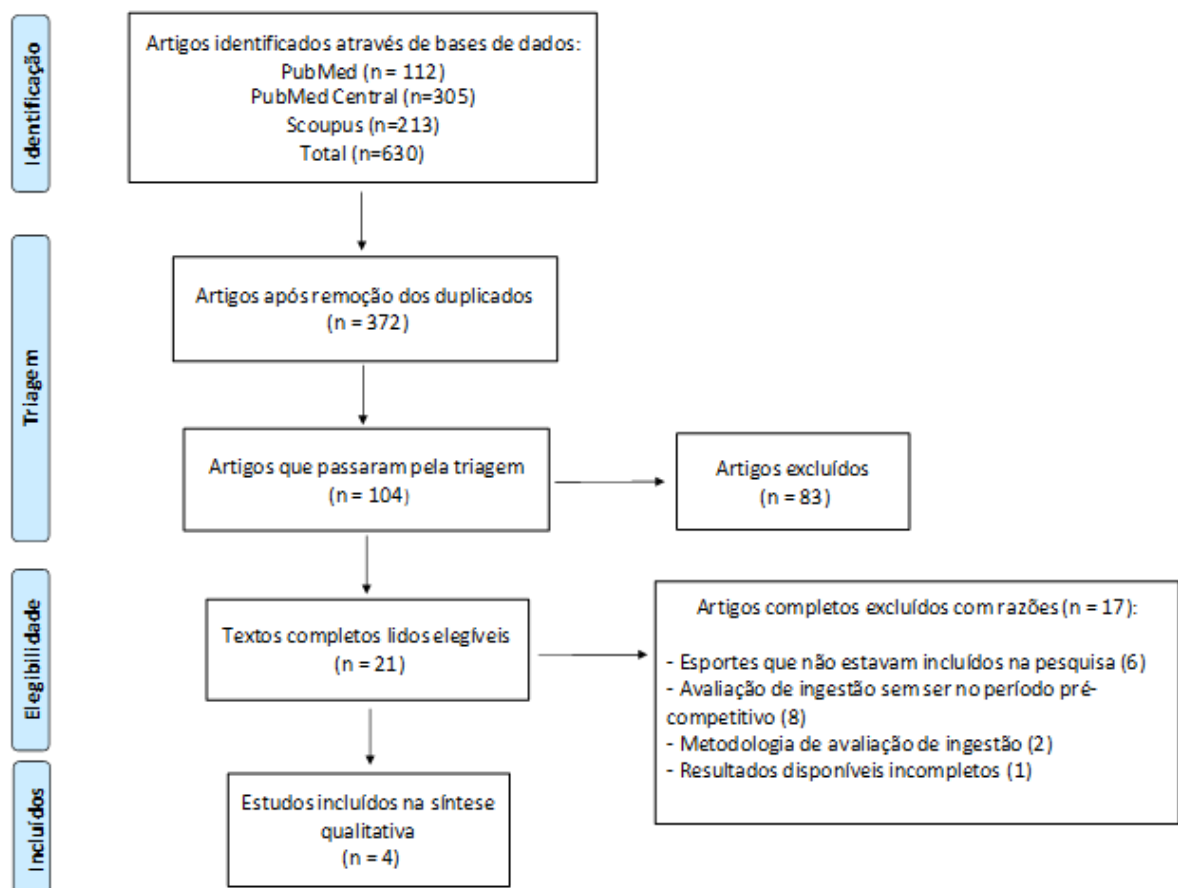 Identificação
Artigos identificados através de bases de dados:
PubMed (n = 112)
PubMed Central (n=305)
Scoupus (n=213)
Total (n=630)
Triagem
Artigos após remoção dos duplicados
(n = 372)
Artigos que passaram pela triagem
(n = 104)
Artigos excluídos
(n = 83)
Elegibilidade
Textos completos lidos elegíveis
(n = 21)
Artigos completos excluídos com razões (n = 17):
- Esportes que não estavam incluídos na pesquisa (6)
- Avaliação de ingestão sem ser no período pré-
competitivo (8)
- Metodologia de avaliação de ingestão (2)
- Resultados disponíveis incompletos (1)
Incluídos
Estudos incluídos na síntese
qualitativa
(n = 4)